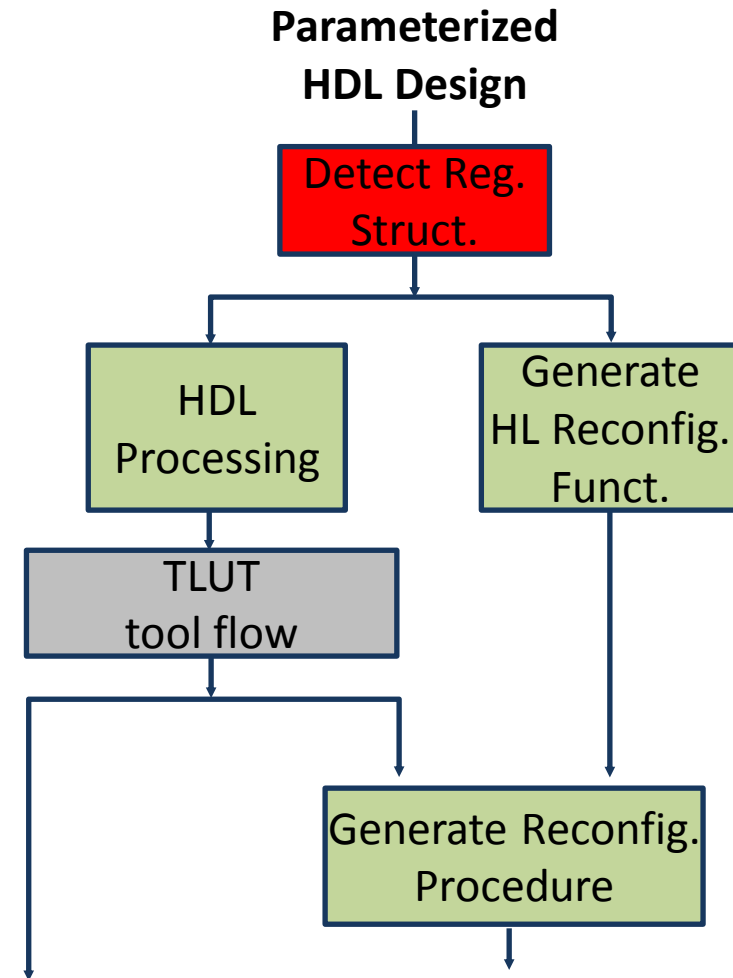 Parameterized
HDL Design
Detect Reg.
Struct.
HDL
Processing
Generate
HL Reconfig.
Funct.
TLUT
tool flow
Generate Reconfig.
Procedure